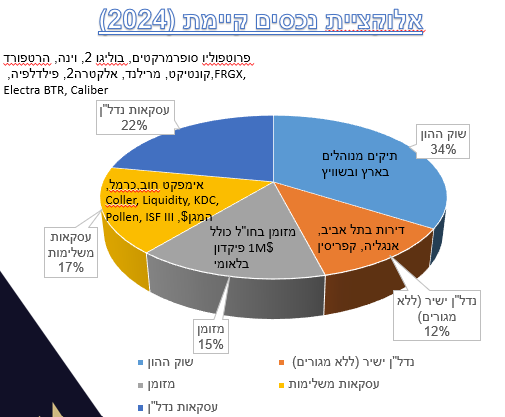 אלוקציית נכסים קיימת (2024)
פרוטפוליו סופרמרקטים, בוליגו 2, וינה, הרטפורד
,FRGX,קונטיקט, מרילנד, אלקטרה2, פילדלפיה
Electra BTR, Caliber
עסקאות נדל"ן
22%
שוק ההון
34%
תיקים מנוהלים
בארץ ובשוויץ
אימפקט חוב,כרמל,
Coller, Liquidity, KDC,
Pollen, ISF III ,$המגן
מזומן בחו"ל כולל
1M$ פיקדון
בלאומי
דירות בתל אביב,
אנגליה, קפריסין
עסקאות
משלימות
17%
מזומן
15%
נדל"ן ישיר (ללא
מגורים)
12%
שוק ההון
נדל"ן ישיר (ללא מגורים)
מזומן
עסקאות משלימות
עסקאות נדל"ן